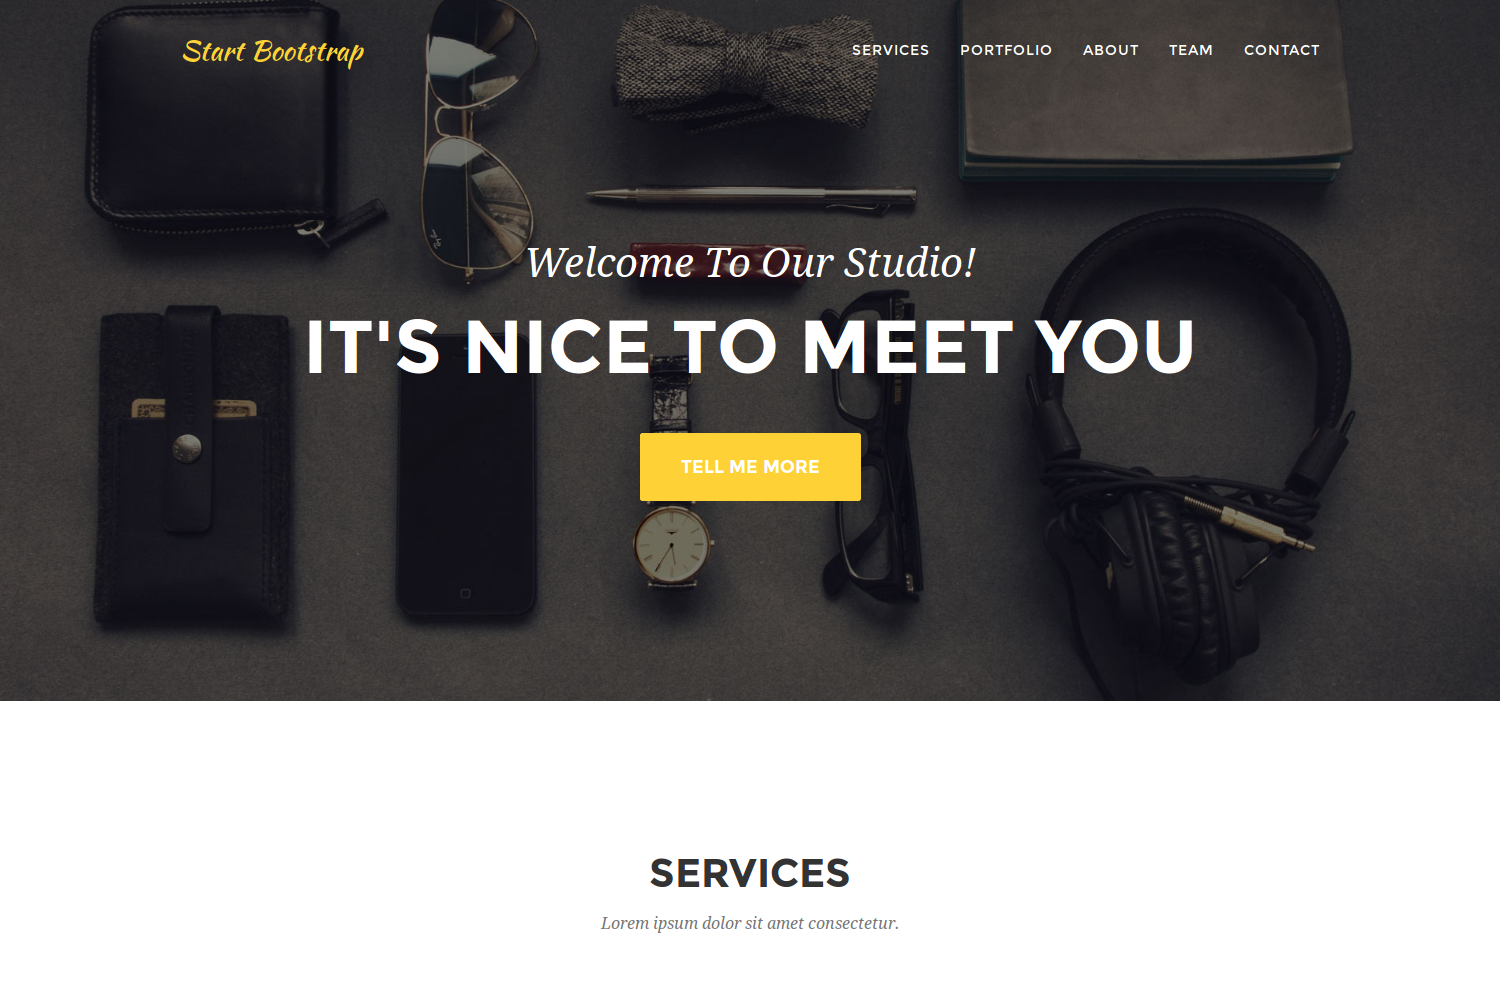 Start Bootstrap
SERVICES PORTFOLIO ABOUT TEAM CONTACT
Welcome To Our Studio!
IT'S NICE TO MEET YOU
TELL ME MORE
SERVICES
Lorem ipsum dolor sit amet consectetur.